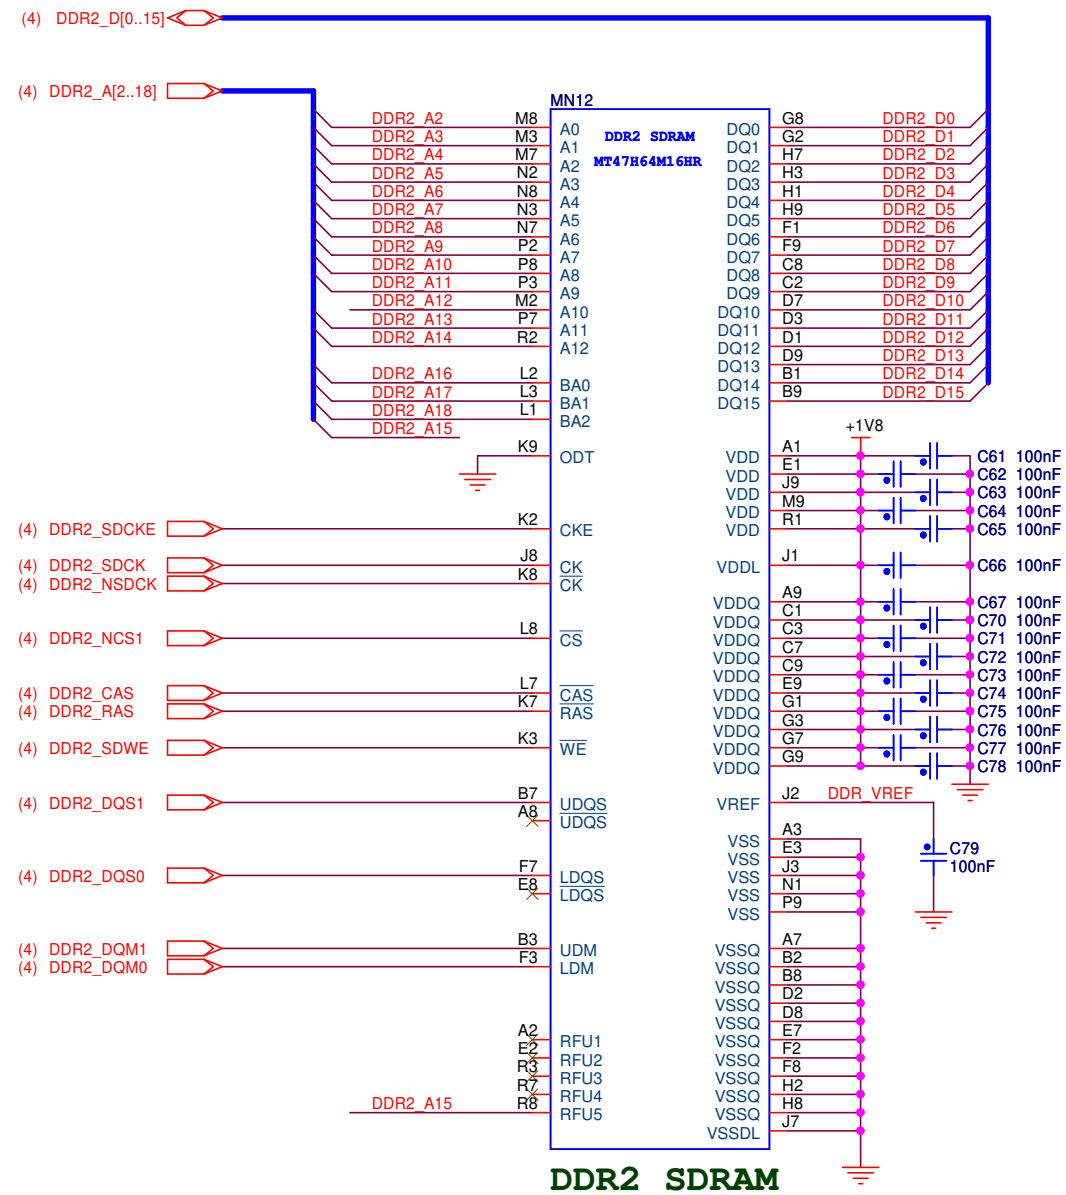 (4) DDR2_D[0..15]
(4) DDR2_A[2..18]
MN12
DDR2 SDRAM
MT47H64M16HR
DDR2_A2 M8 A0
DDR2_A3 M3 A1
DDR2_A4 M7 A2
DDR2_A5 N2 A3
DDR2_A6 N8 A4
DDR2_A7 N3 A5
DDR2_A8 N7 A6
DDR2_A9 P2 A7
DDR2_A10 P8 A8
DDR2_A11 P3 A9
DDR2_A12 M2 A10
DDR2_A13 P7 A11
DDR2_A14 R2 A12
DDR2_A16 L2 BA0
DDR2_A17 L3 BA1
DDR2_A18 L1 BA2
DDR2_A15
K9 ODT
(4) DDR2_SDCKE K2 CKE
(4) DDR2_SDCK J8 CK
(4) DDR2_NSDCK K8 CK
(4) DDR2_NCS1 L8 CS
(4) DDR2_CAS L7 CAS
(4) DDR2_RAS K7 RAS
(4) DDR2_SDWE K3 WE
(4) DDR2_DQS1 B7 UDQS
A8 UDQS
(4) DDR2_DQS0 F7 LDQS
E8 LDQS
(4) DDR2_DQM1 B3 UDM
(4) DDR2_DQM0 F3 LDM
A2 RFU1
E2 RFU2
R3 RFU3
R7 RFU4
DDR2_A15 R8 RFU5
DQ0 G8 DDR2_D0
DQ1 G2 DDR2_D1
DQ2 H7 DDR2_D2
DQ3 H3 DDR2_D3
DQ4 H1 DDR2_D4
DQ5 H9 DDR2_D5
DQ6 F1 DDR2_D6
DQ7 F9 DDR2_D7
DQ8 C8 DDR2_D8
DQ9 C2 DDR2_D9
DQ10 D7 DDR2_D10
DQ11 D3 DDR2_D11
DQ12 D1 DDR2_D12
DQ13 D9 DDR2_D13
DQ14 B1 DDR2_D14
DQ15 B9 DDR2_D15
+1V8
VDD A1 C61 100nF
VDD E1 C62 100nF
VDD J9 C63 100nF
VDD M9 C64 100nF
VDD R1 C65 100nF
VDDL J1 C66 100nF
VDDQ A9 C67 100nF
VDDQ C1 C70 100nF
VDDQ C3 C71 100nF
VDDQ C7 C72 100nF
VDDQ C9 C73 100nF
VDDQ E9 C74 100nF
VDDQ G1 C75 100nF
VDDQ G3 C76 100nF
VDDQ G7 C77 100nF
VDDQ G9 C78 100nF
VREF J2 DDR_VREF
C79
100nF
VSS A3
VSS E3
VSS J3
VSS N1
VSS P9
VSSQ A7
VSSQ B2
VSSQ B8
VSSQ D2
VSSQ D8
VSSQ E7
VSSQ F2
VSSQ F8
VSSQ H2
VSSQ H8
VSSDL J7
DDR2 SDRAM